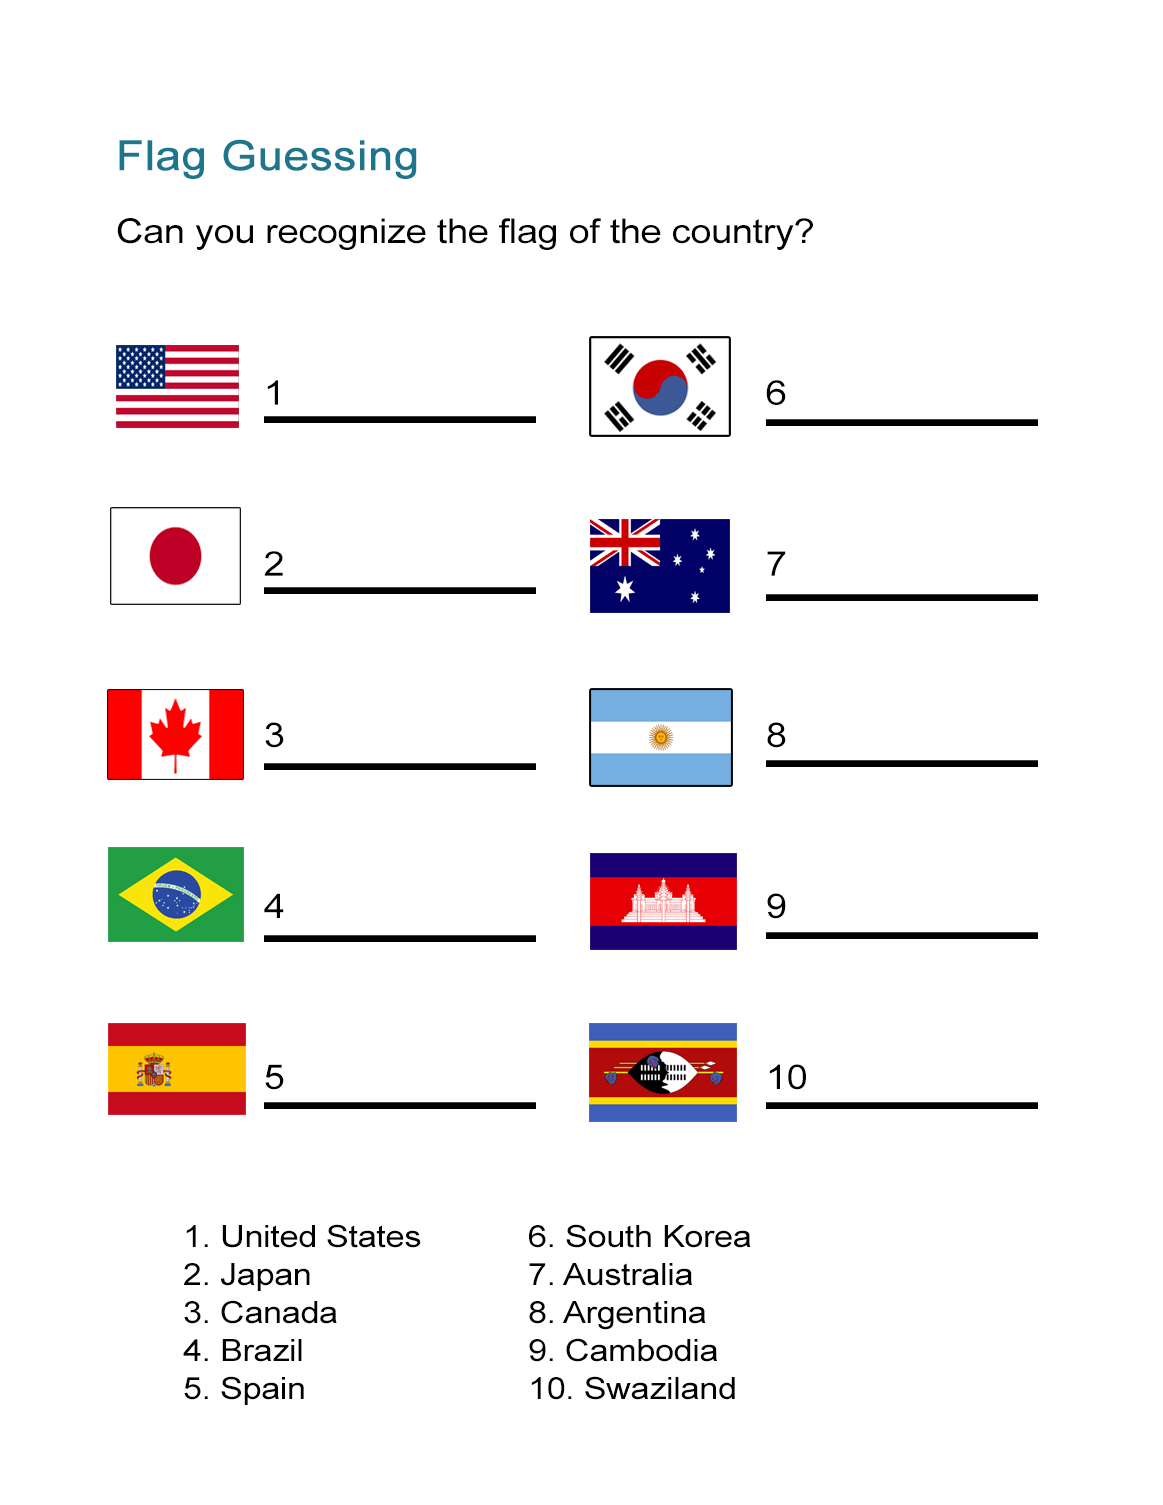 Flag Guessing
Can you recognize the flag of the country?
1
6
2
7
3
8
4
9
5
10
1. United States
2. Japan
3. Canada
4. Brazil
5. Spain
6. South Korea
7. Australia
8. Argentina
9. Cambodia
10. Swaziland